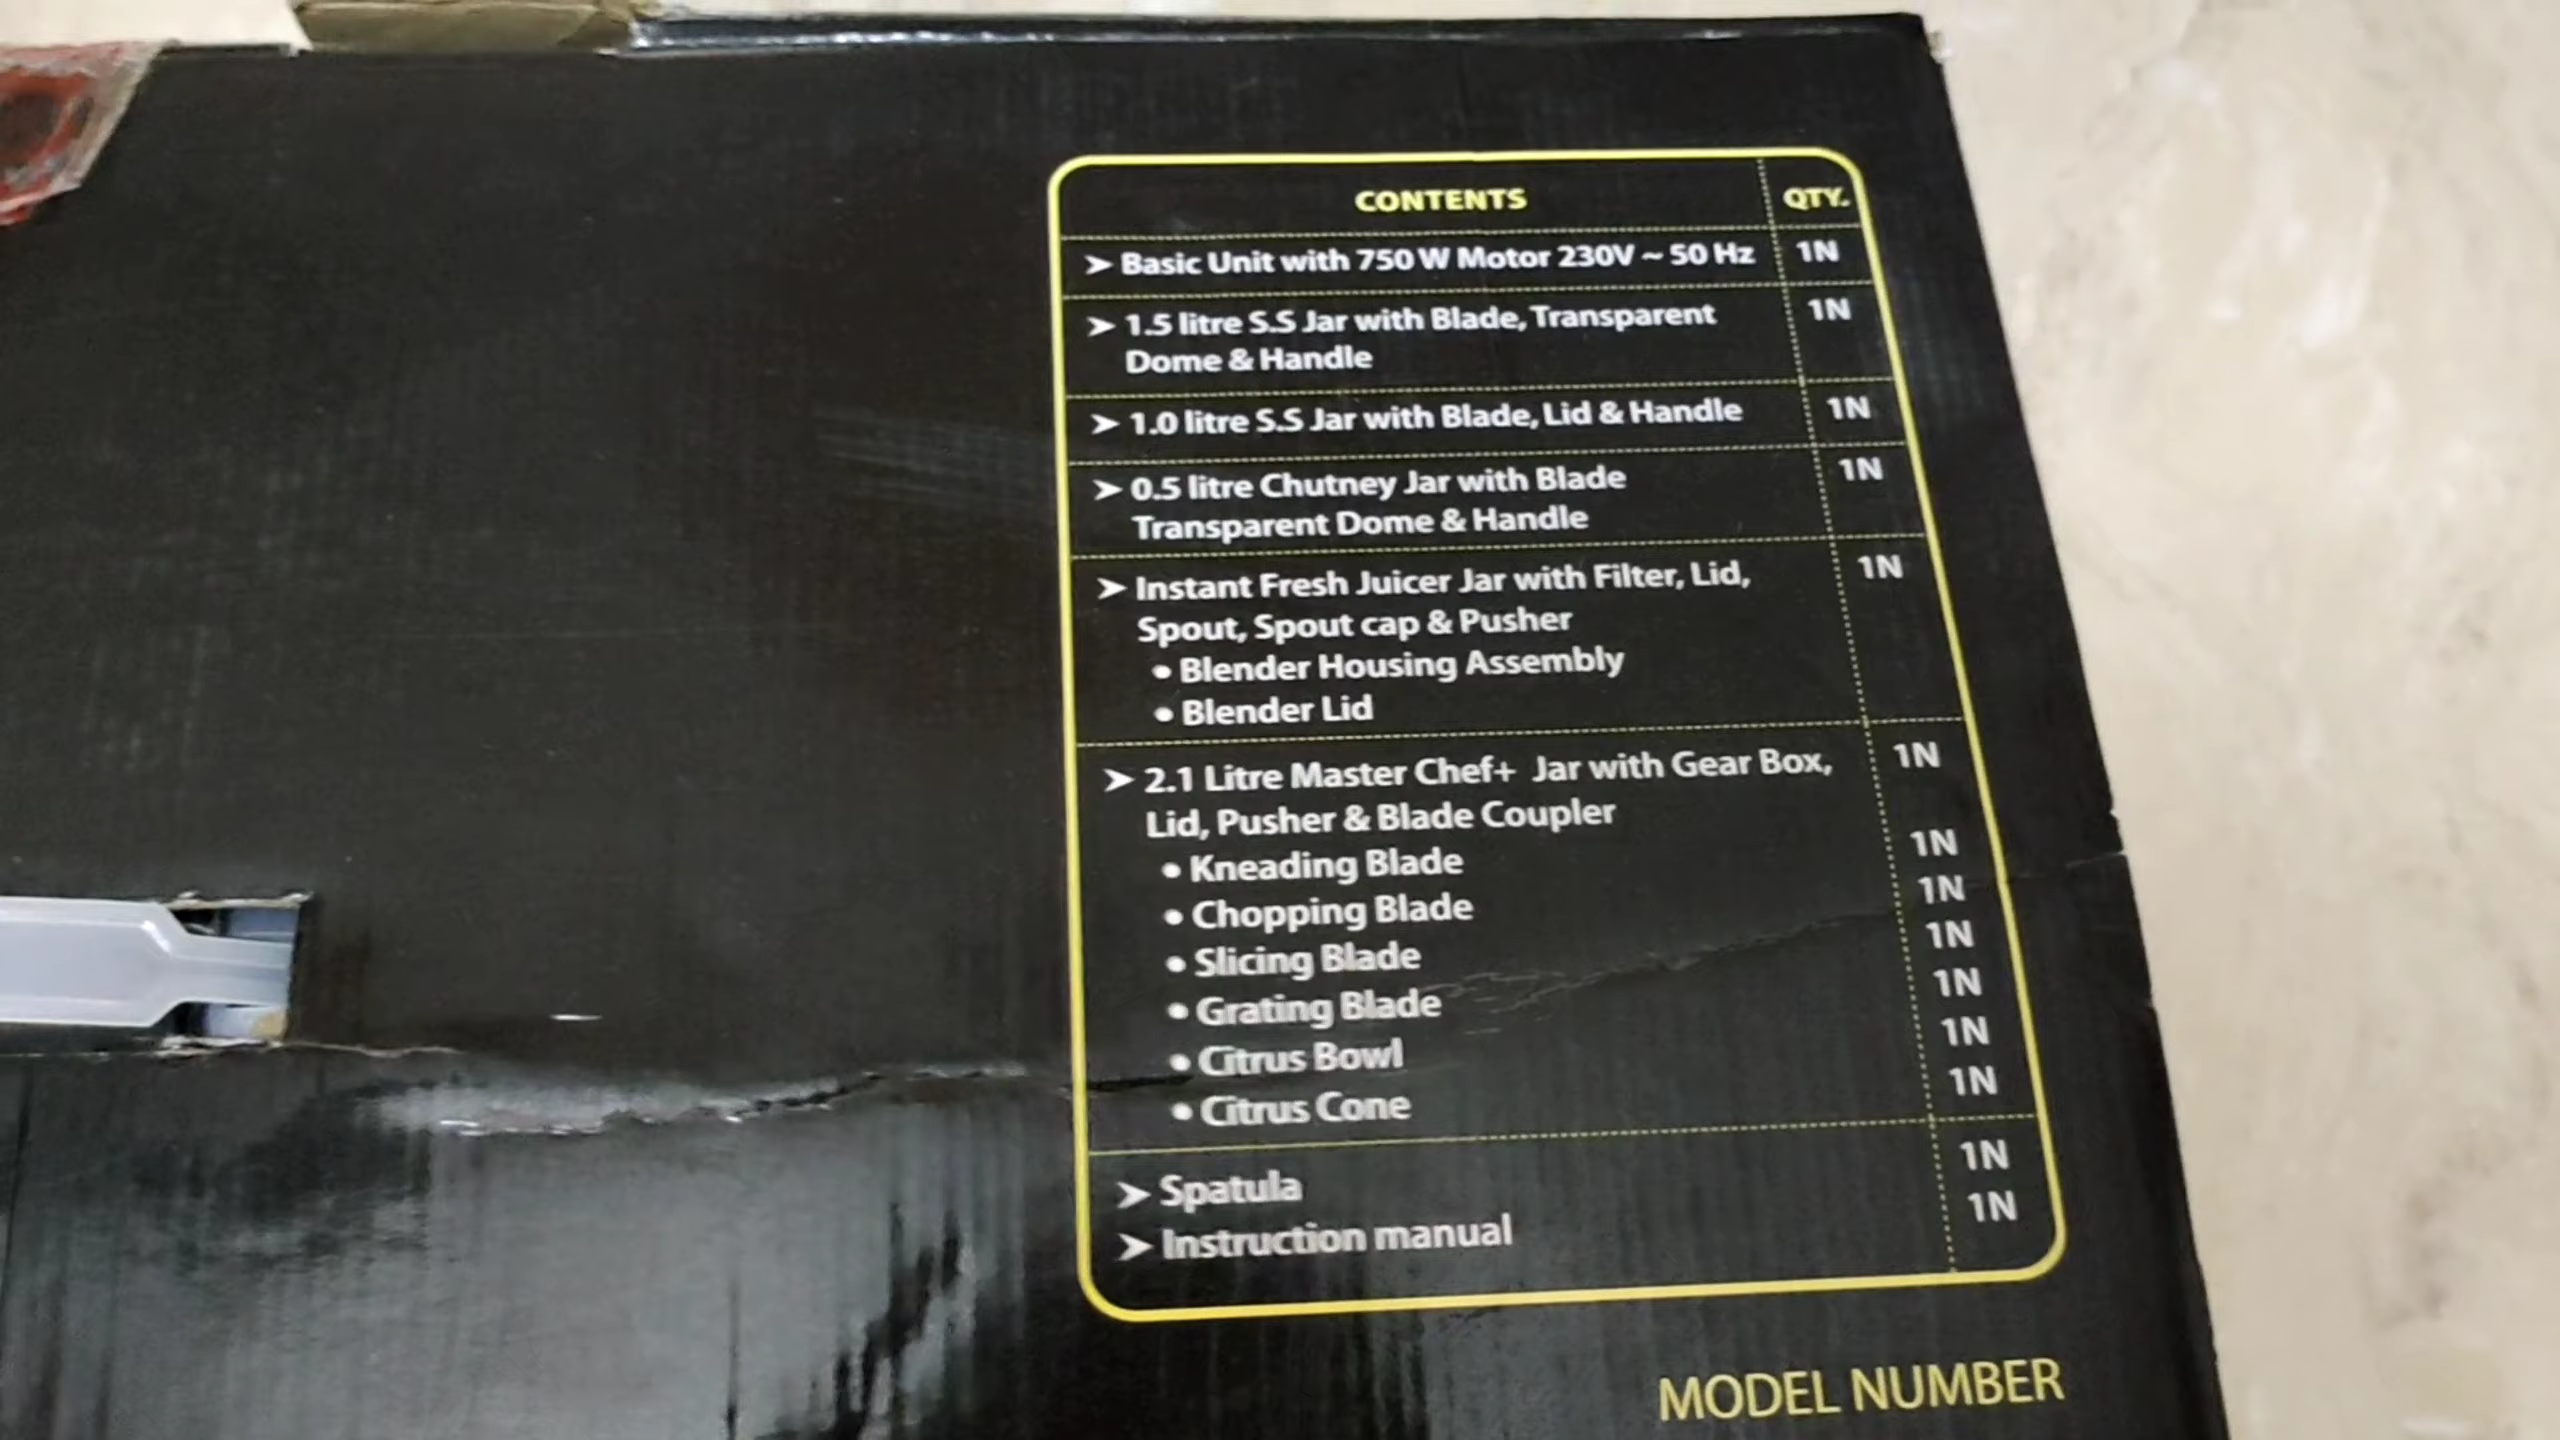 CONTENTS QTY.
➤ Basic Unit with 750 W Motor 230V ~ 50 Hz 1N
➤ 1.5 litre S.S Jar with Blade, Transparent 1N
Dome & Handle
➤ 1.0 litre S.S Jar with Blade, Lid & Handle 1N
➤ 0.5 litre Chutney Jar with Blade 1N
Transparent Dome & Handle
➤ Instant Fresh Juicer Jar with Filter, Lid, 1N
Spout, Spout cap & Pusher
• Blender Housing Assembly
• Blender Lid
➤ 2.1 Litre Master Chef+ Jar with Gear Box, 1N
Lid, Pusher & Blade Coupler
• Kneading Blade 1N
• Chopping Blade 1N
• Slicing Blade 1N
• Grating Blade 1N
• Citrus Bowl 1N
• Citrus Cone 1N
➤ Spatula 1N
➤ Instruction manual 1N
MODEL NUMBER